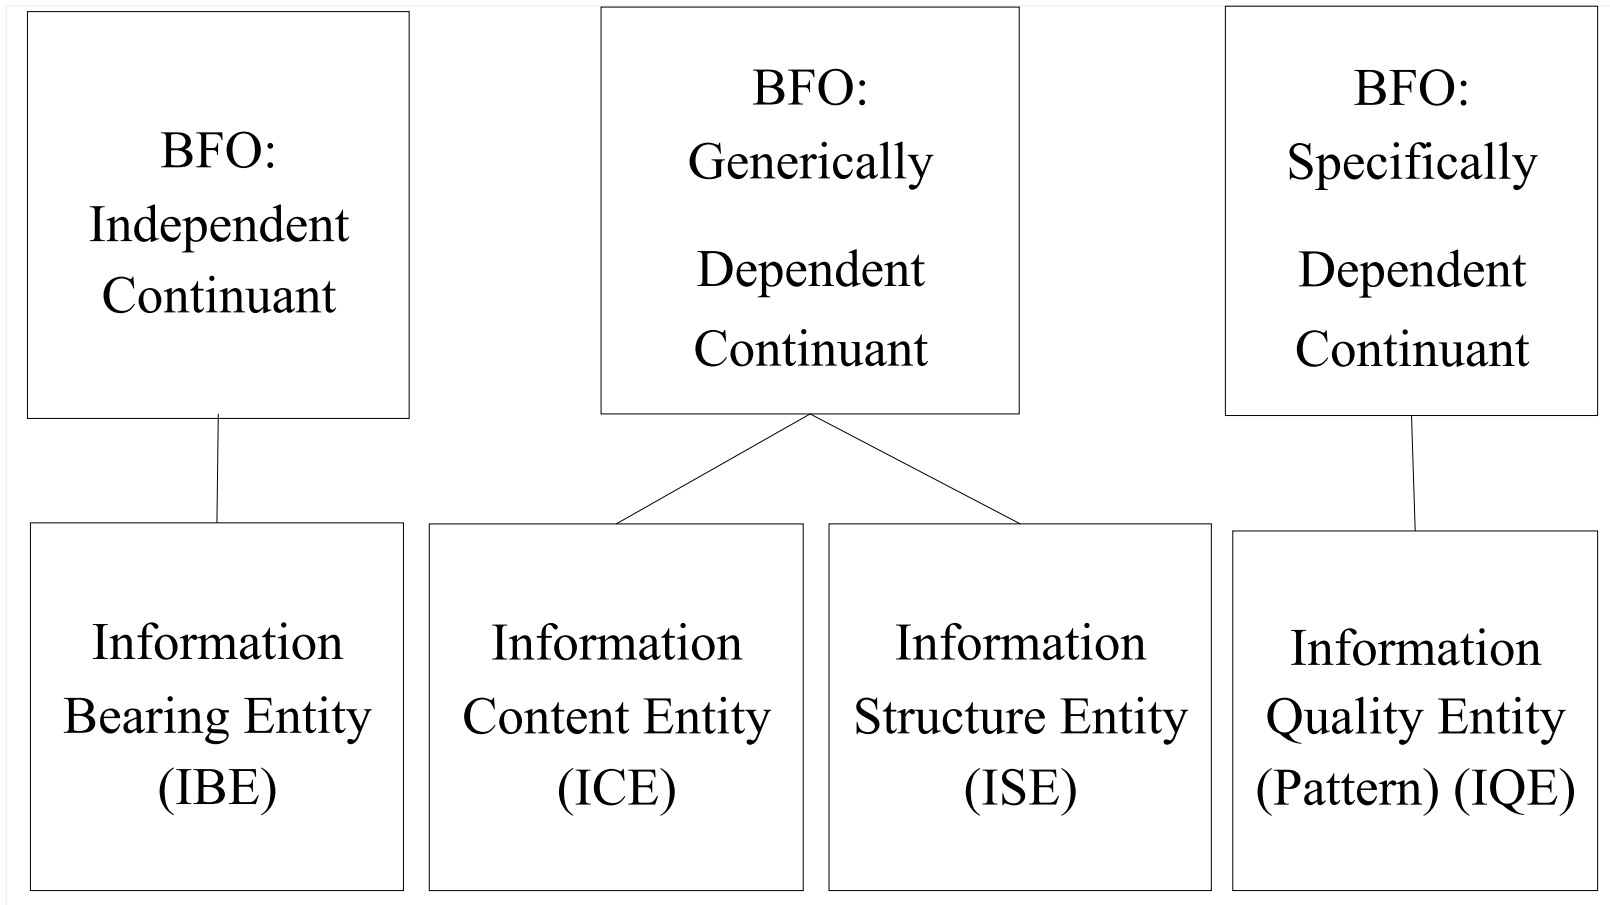 BFO:
Independent
Continuant
BFO:
Generically
Dependent
Continuant
BFO:
Specifically
Dependent
Continuant
Information
Bearing Entity
(IBE)
Information
Content Entity
(ICE)
Information
Structure Entity
(ISE)
Information
Quality Entity
(Pattern) (IQE)